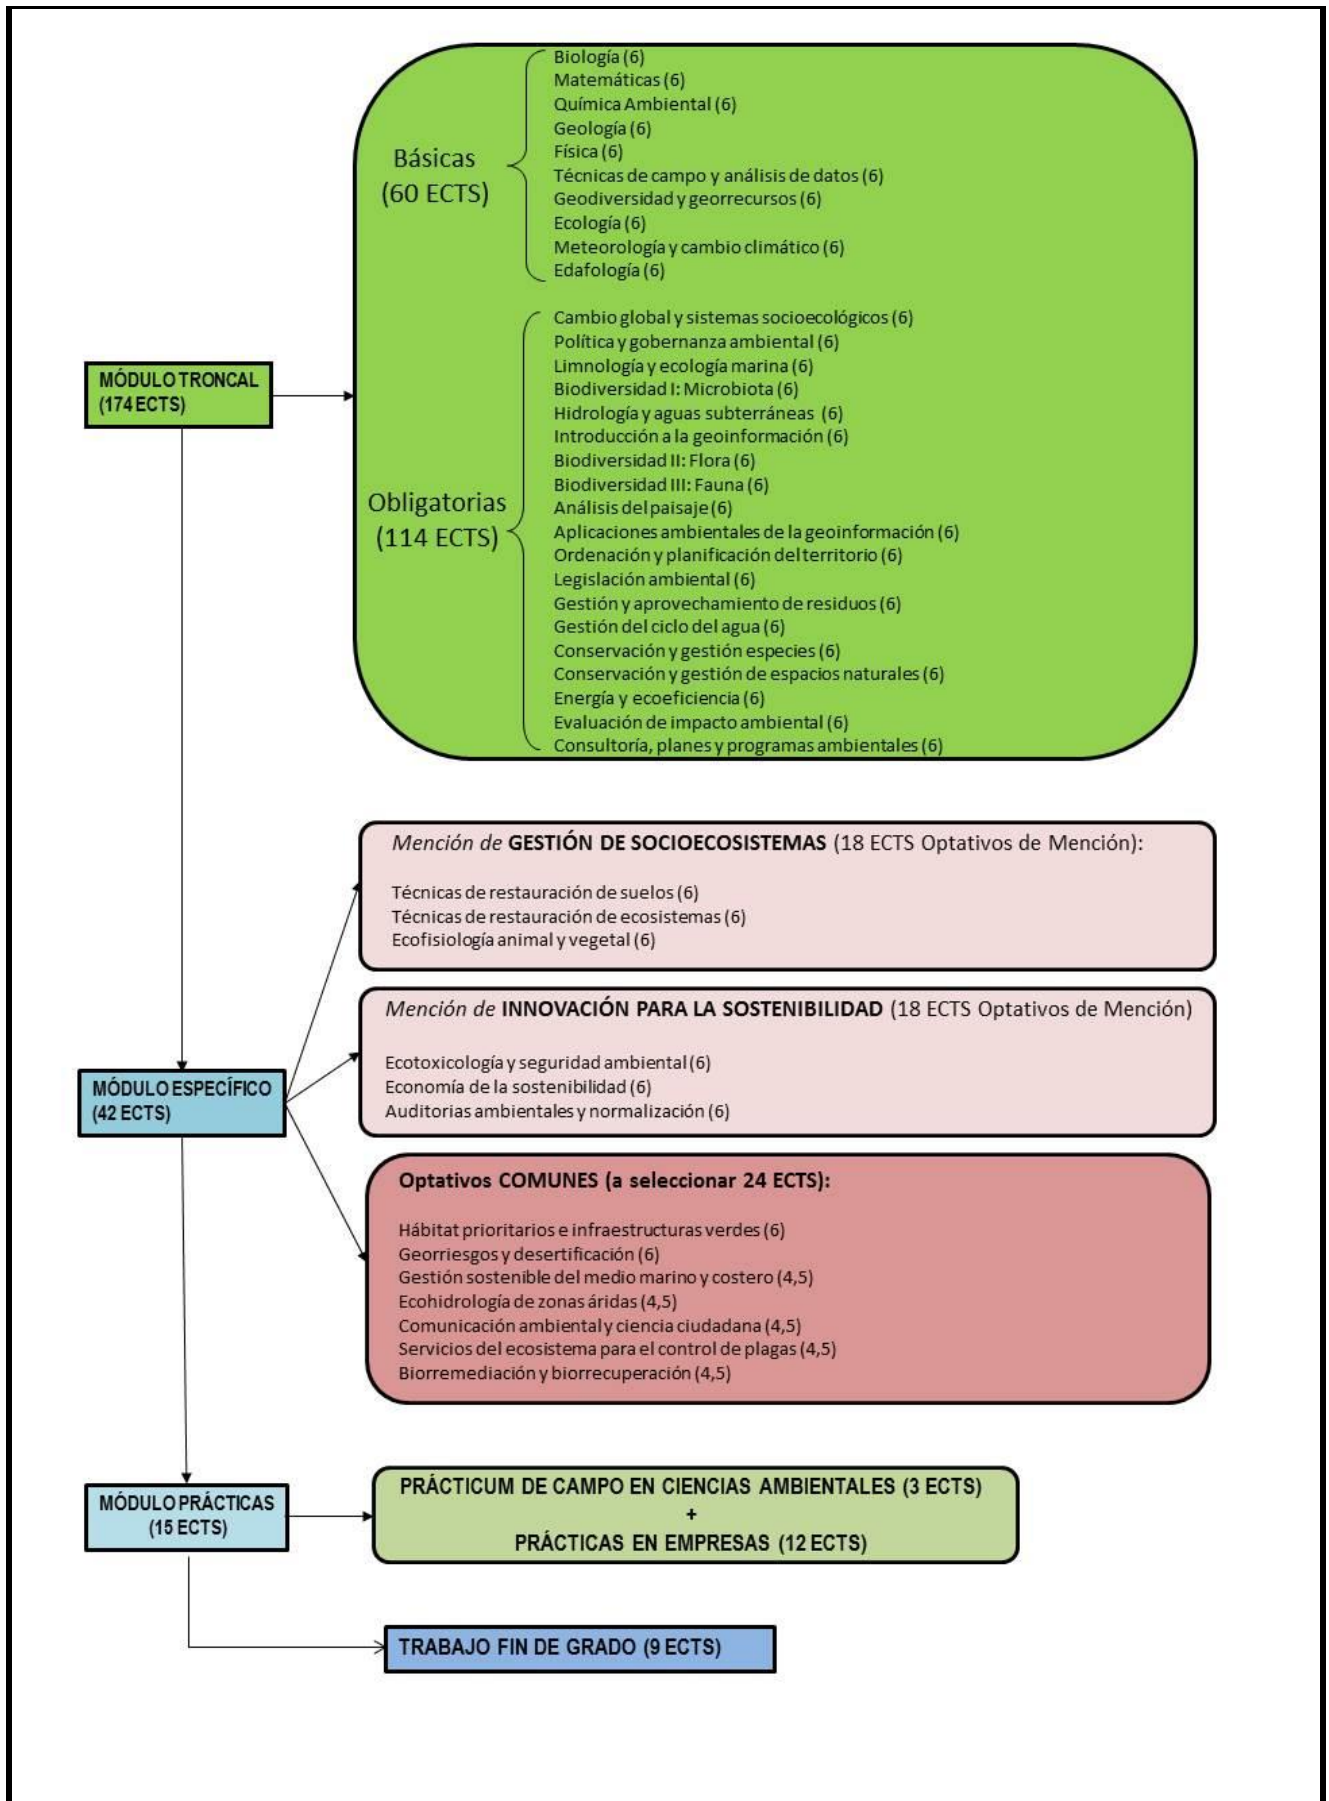 Biología (6)
Matemáticas (6)
Química Ambiental (6)
Geología (6)
Física (6)
Técnicas de campo y análisis de datos (6)
Geodiversidad y georrecursos (6)
Ecología (6)
Meteorología y cambio climático (6)
Edafología (6)
Básicas
(60 ECTS)
Cambio global y sistemas socioecológicos (6)
Política y gobernanza ambiental (6)
Limnología y ecología marina (6)
Biodiversidad I: Microbiota (6)
Hidrología y aguas subterráneas (6)
Introducción a la geoinformación (6)
Biodiversidad II: Flora (6)
Biodiversidad III: Fauna (6)
Análisis del paisaje (6)
Aplicaciones ambientales de la geoinformación (6)
Ordenación y planificación del territorio (6)
Legislación ambiental (6)
Gestión y aprovechamiento de residuos (6)
Gestión del ciclo del agua (6)
Conservación y gestión especies (6)
Conservación y gestión de espacios naturales (6)
Energía y ecoeficiencia (6)
Evaluación de impacto ambiental (6)
Consultoría, planes y programas ambientales (6)
Obligatorias
(114 ECTS)
MÓDULO TRONCAL
(174 ECTS)
Mención de GESTIÓN DE SOCIOECOSISTEMAS (18 ECTS Optativos de Mención):
Técnicas de restauración de suelos (6)
Técnicas de restauración de ecosistemas (6)
Ecofisiología animal y vegetal (6)
Mención de INNOVACIÓN PARA LA SOSTENIBILIDAD (18 ECTS Optativos de Mención)
Ecotoxicología y seguridad ambiental (6)
Economía de la sostenibilidad (6)
Auditorias ambientales y normalización (6)
MÓDULO ESPECÍFICO
(42 ECTS)
Optativos COMUNES (a seleccionar 24 ECTS):
Hábitat prioritarios e infraestructuras verdes (6)
Georriesgos y desertificación (6)
Gestión sostenible del medio marino y costero (4,5)
Ecohidrología de zonas áridas (4,5)
Comunicación ambiental y ciencia ciudadana (4,5)
Servicios del ecosistema para el control de plagas (4,5)
Biorremediación y biorrecuperación (4,5)
MÓDULO PRÁCTICAS
(15 ECTS)
PRÁCTICUM DE CAMPO EN CIENCIAS AMBIENTALES (3 ECTS)
+
PRÁCTICAS EN EMPRESAS (12 ECTS)
TRABAJO FIN DE GRADO (9 ECTS)